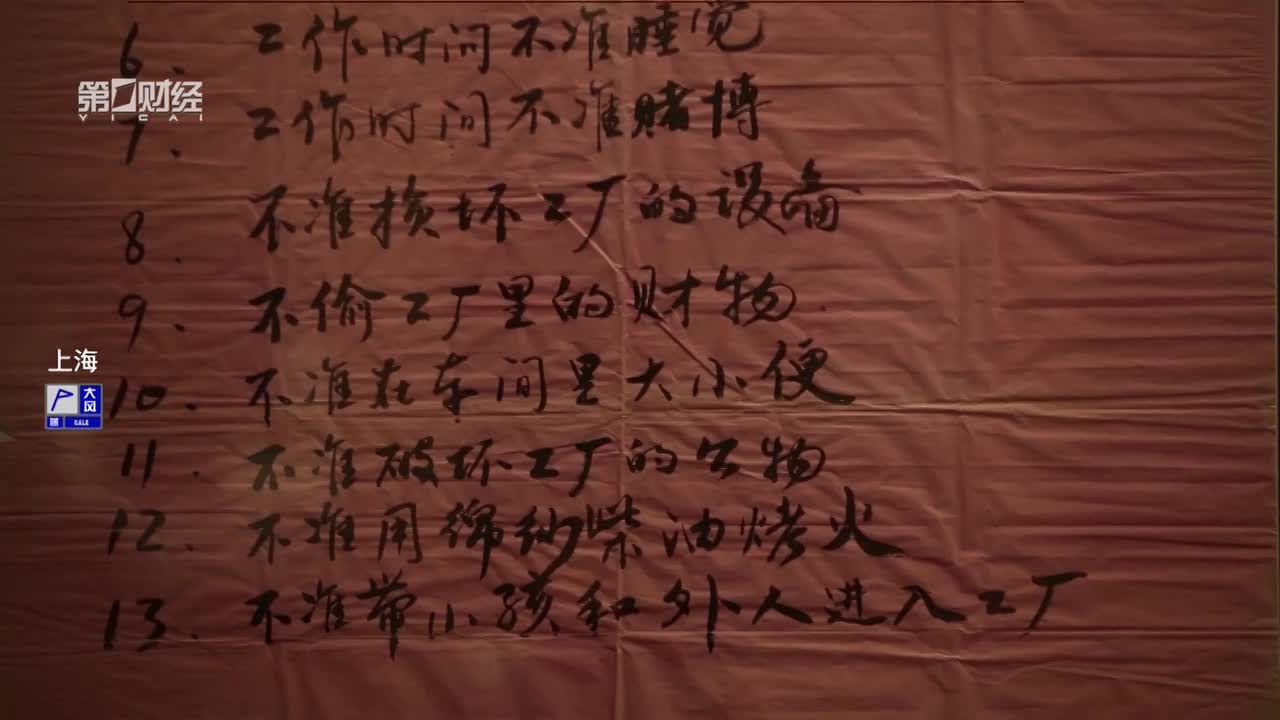 6、工作时间不准睡觉
第一财经
YICAI
7、工作时间不准赌博
8.不准损坏工厂的设备
9、不偷工厂里的财物.
上海
大风
GALE
10.不准在车间里大小便
11.不准破坏工厂的公物
12.不准用绵纱柴油烤火
13.不准带小孩和外人进入工厂